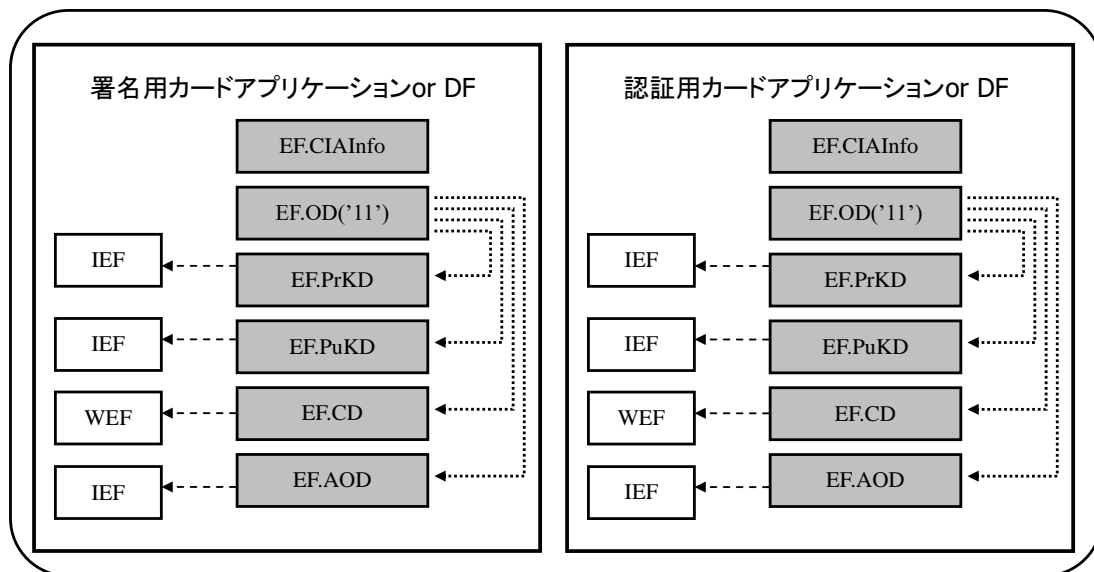 署名用カードアプリケーションor DF
EF.CIAInfo
EF.OD(’11’)
IEF
EF.PrKD
IEF
EF.PuKD
WEF
EF.CD
IEF
EF.AOD
認証用カードアプリケーションor DF
EF.CIAInfo
EF.OD(’11’)
IEF
EF.PrKD
IEF
EF.PuKD
WEF
EF.CD
IEF
EF.AOD